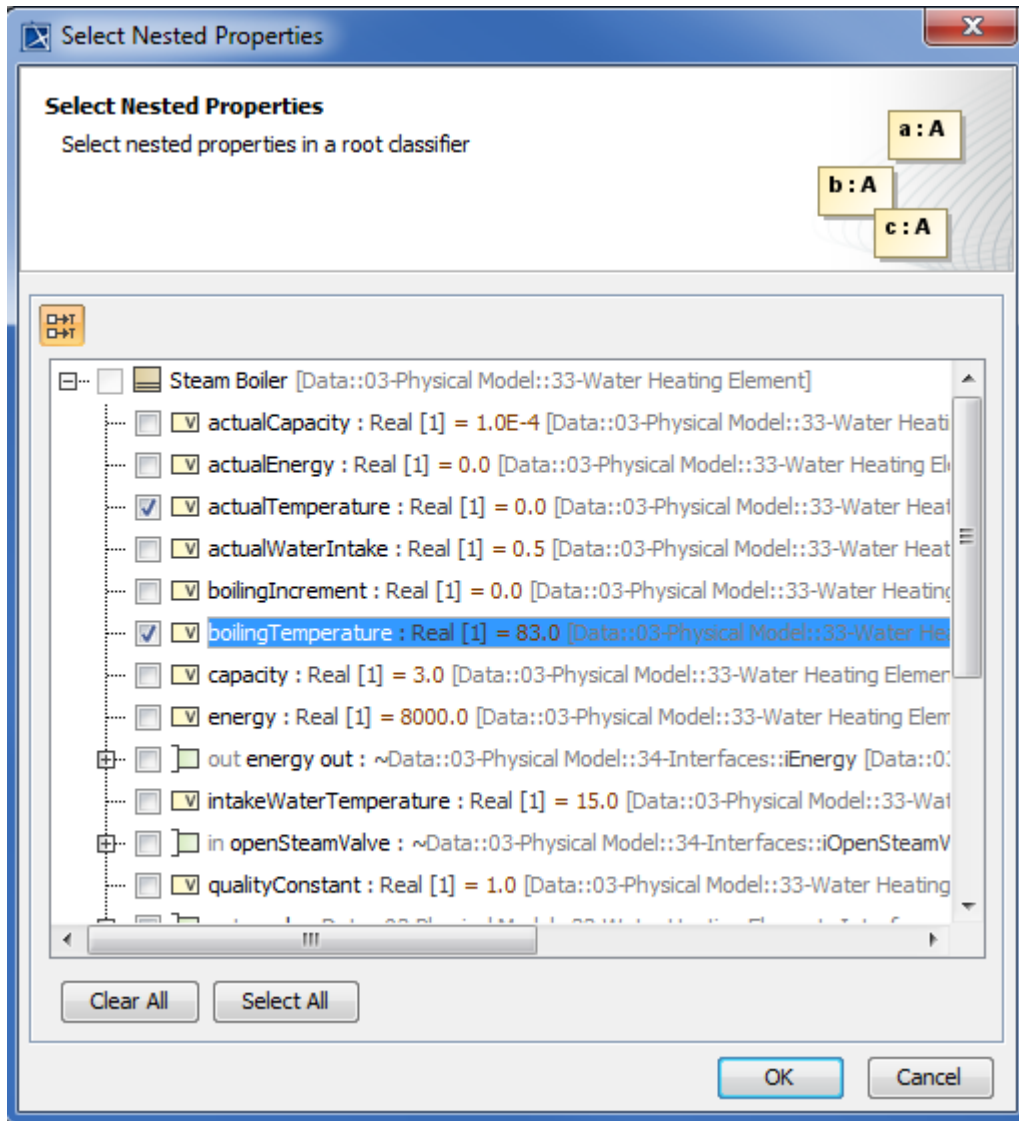 Select Nested Properties
Select Nested Properties
Select nested properties in a root classifier
a : A
b : A
c : A
Steam Boiler [Data::03-Physical Model::33-Water Heating Element]
V actualCapacity : Real [1] = 1.0E-4 [Data::03-Physical Model::33-Water Heati
V actualEnergy : Real [1] = 0.0 [Data::03-Physical Model::33-Water Heating El
V actualTemperature : Real [1] = 0.0 [Data::03-Physical Model::33-Water Heat
V actualWaterIntake : Real [1] = 0.5 [Data::03-Physical Model::33-Water Heat
V boilingIncrement : Real [1] = 0.0 [Data::03-Physical Model::33-Water Heating
V boilingTemperature : Real [1] = 83.0 [Data::03-Physical Model::33-Water He
V capacity : Real [1] = 3.0 [Data::03-Physical Model::33-Water Heating Elemen
V energy : Real [1] = 8000.0 [Data::03-Physical Model::33-Water Heating Elem
out energy out : ~Data::03-Physical Model::34-Interfaces::iEnergy [Data::0
V intakeWaterTemperature : Real [1] = 15.0 [Data::03-Physical Model::33-Wat
in openSteamValve : ~Data::03-Physical Model::34-Interfaces::iOpenSteamV
V qualityConstant : Real [1] = 1.0 [Data::03-Physical Model::33-Water Heating
Clear All
Select All
OK
Cancel